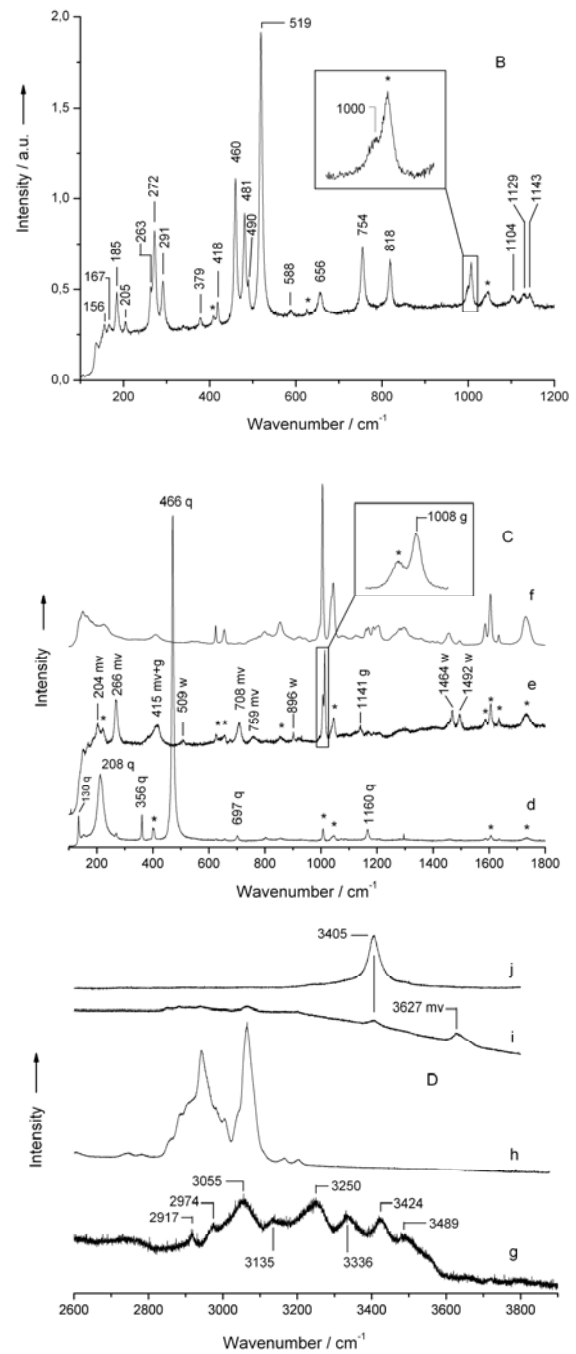 2,0
519
B
*
1000
Intensity / a.u.
1,5
1,0
0,5
0,0
460
272
481
490
263
291
185
167
156
205
379
*
418
588
*
656
754
818
*
1104
1129
1143
200 400 600 800 1000 1200
Wavenumber / cm-1
466 q
C
1008 g
*
f
Intensity
204 mv
*
266 mv
415 mv+g
509 w
* *
708 mv
759 mv
*
896 w
*
1141 g
1464 w
1492 w
* * *
*
e
130 q
208 q
356 q
*
697 q
* *
1160 q
*
*
d
200 400 600 800 1000 1200 1400 1600 1800
Wavenumber / cm-1
3405
j
3627 mv
i
D
Intensity
h
3055
3250
2974
2917
3424
3489
3135
3336
g
2600 2800 3000 3200 3400 3600 3800
Wavenumber / cm-1